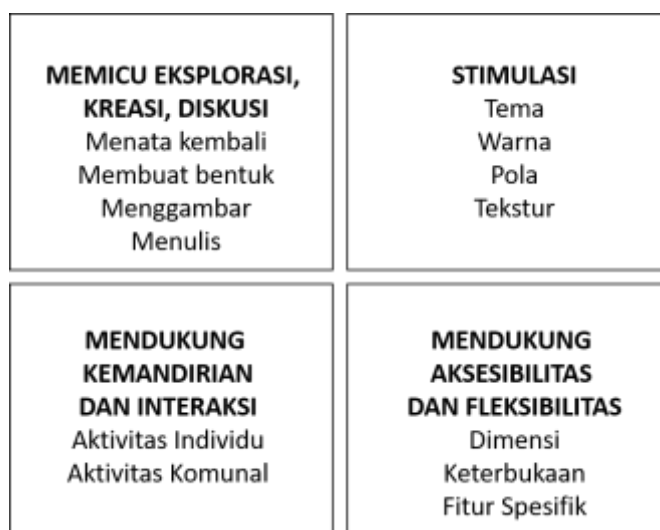 MEMICU EKSPLORASI,
KREASI, DISKUSI
Menata kembali
Membuat bentuk
Menggambar
Menulis
STIMULASI
Tema
Warna
Pola
Tekstur
MENDUKUNG
KEMANDIRIAN
DAN INTERAKSI
Aktivitas Individu
Aktivitas Komunal
MENDUKUNG
AKSESIBILITAS
DAN FLEKSIBILITAS
Dimensi
Keterbukaan
Fitur Spesifik